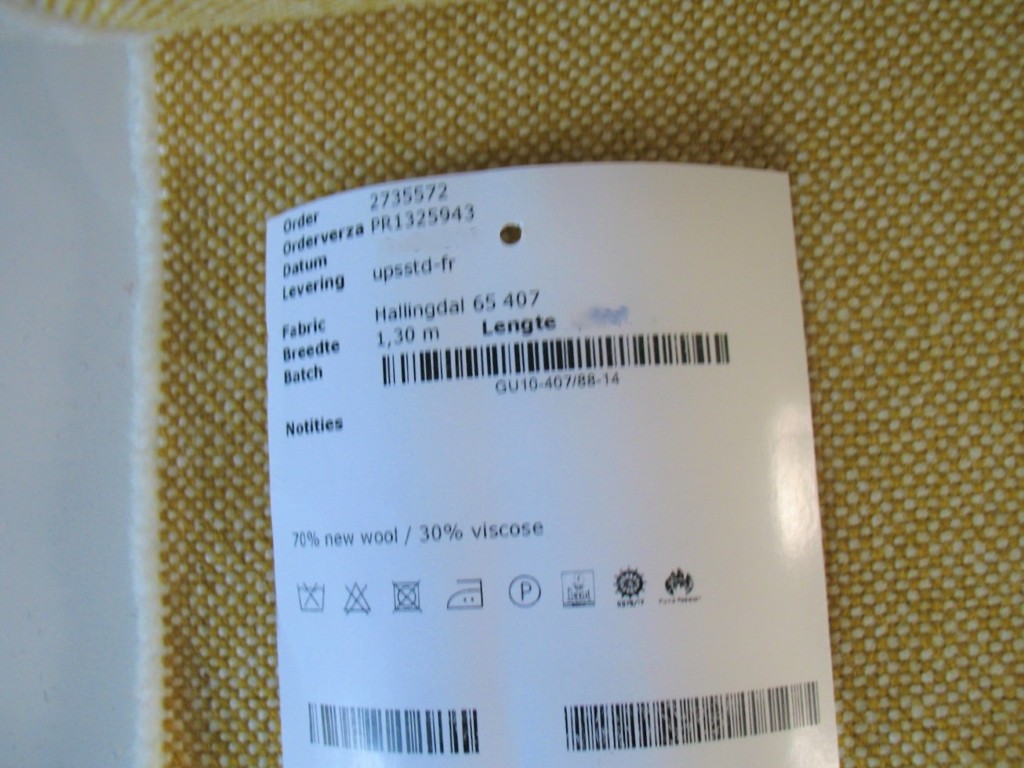 Order 2735572
Orderverza PR1325943
Datum
Levering upsstd-fr
Fabric Hallingdal 65 407
Breedte 1,30 m Lengte
Batch
GU10-407/88-14
Notities
70% new wool / 30% viscose
P